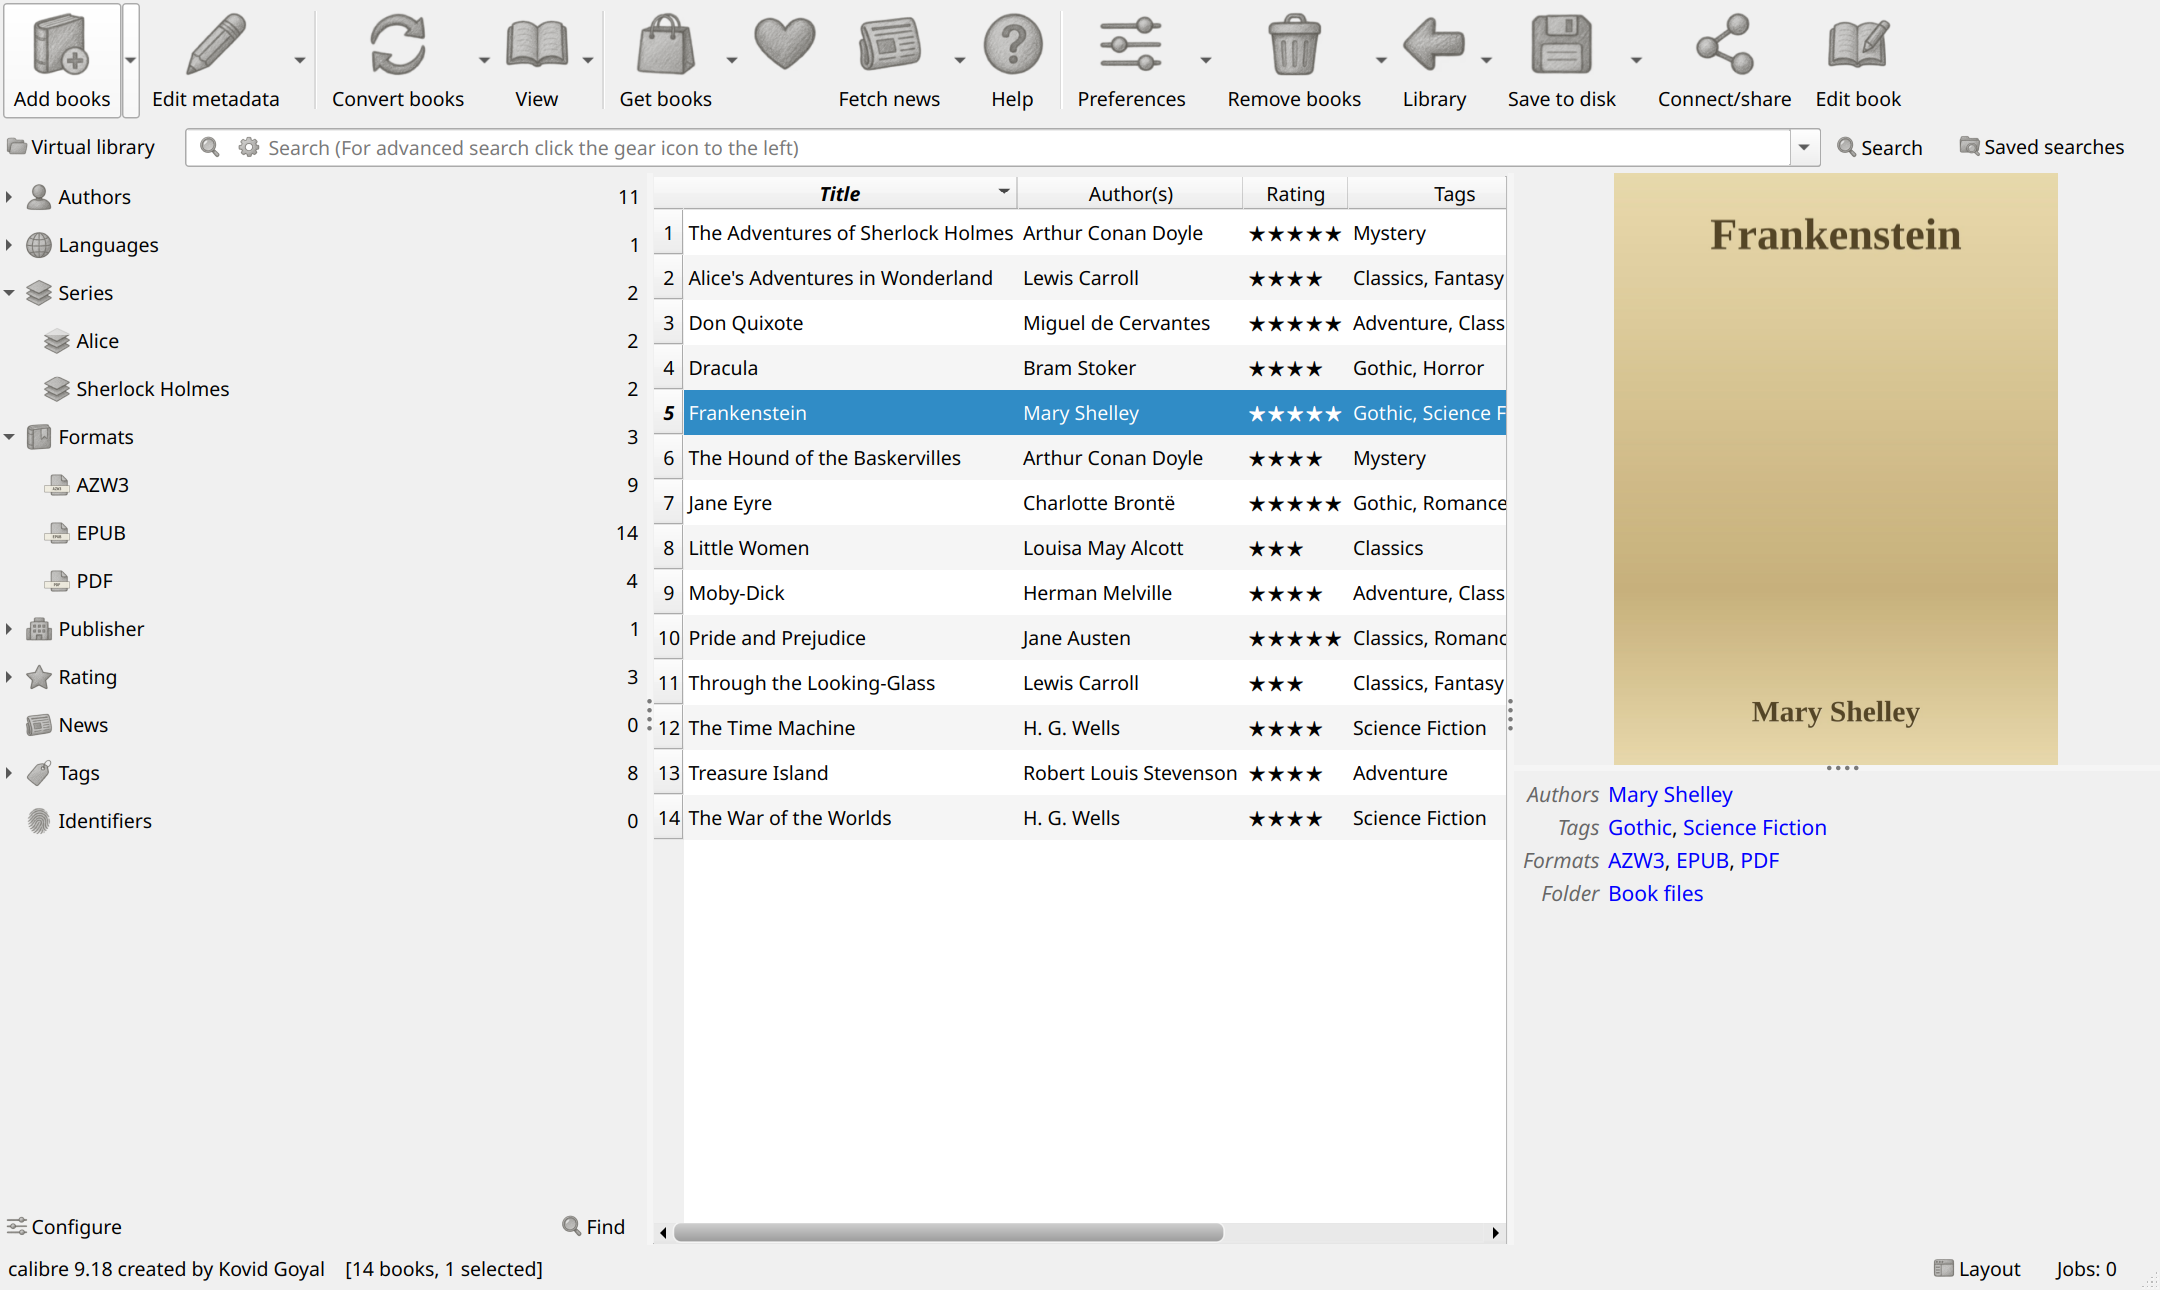 Add books Edit metadata Convert books View Get books Fetch news Help Preferences Remove books Library Save to disk Connect/share Edit book
Virtual library Search (For advanced search click the gear icon to the left) Search Saved searches
Authors 11
Languages 1
Series 2
Alice 2
Sherlock Holmes 2
Formats 3
AZW3 9
EPUB 14
PDF 4
Publisher 1
Rating 3
News 0
Tags 8
Identifiers 0
Configure Find
Title Author(s) Rating Tags
1 The Adventures of Sherlock Holmes Arthur Conan Doyle ★★★★★ Mystery
2 Alice's Adventures in Wonderland Lewis Carroll ★★★★ Classics, Fantasy
3 Don Quixote Miguel de Cervantes ★★★★★ Adventure, Class
4 Dracula Bram Stoker ★★★★ Gothic, Horror
5 Frankenstein Mary Shelley ★★★★★ Gothic, Science F
6 The Hound of the Baskervilles Arthur Conan Doyle ★★★★ Mystery
7 Jane Eyre Charlotte Brontë ★★★★★ Gothic, Romance
8 Little Women Louisa May Alcott ★★★ Classics
9 Moby-Dick Herman Melville ★★★★ Adventure, Class
10 Pride and Prejudice Jane Austen ★★★★★ Classics, Romanc
11 Through the Looking-Glass Lewis Carroll ★★★ Classics, Fantasy
12 The Time Machine H. G. Wells ★★★★ Science Fiction
13 Treasure Island Robert Louis Stevenson ★★★★ Adventure
14 The War of the Worlds H. G. Wells ★★★★ Science Fiction
Frankenstein
Mary Shelley
Authors Mary Shelley
Tags Gothic, Science Fiction
Formats AZW3, EPUB, PDF
Folder Book files
calibre 9.18 created by Kovid Goyal [14 books, 1 selected] Layout Jobs: 0